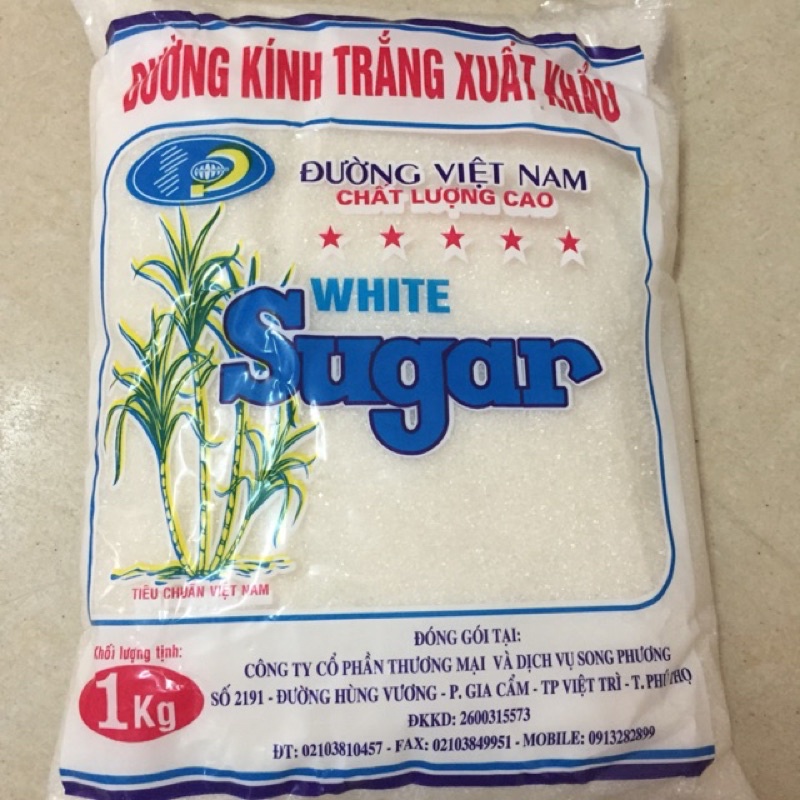 ĐƯỜNG KÍNH TRẮNG XUẤT KHẨU
ĐƯỜNG VIỆT NAM
CHẤT LƯỢNG CAO
WHITE
Sugar
TIÊU CHUẨN VIỆT NAM
Khối lượng tịnh:
1Kg
ĐÓNG GÓI TẠI:
CÔNG TY CỔ PHẦN THƯƠNG MẠI VÀ DỊCH VỤ SONG PHƯƠNG
SỐ 2191 - ĐƯỜNG HÙNG VƯƠNG - P. GIA CẨM - TP VIỆT TRÌ - T. PHÚ THỌ
ĐKKD: 2600315573
ĐT: 02103810457 - FAX: 02103849951 - MOBILE: 0913282899